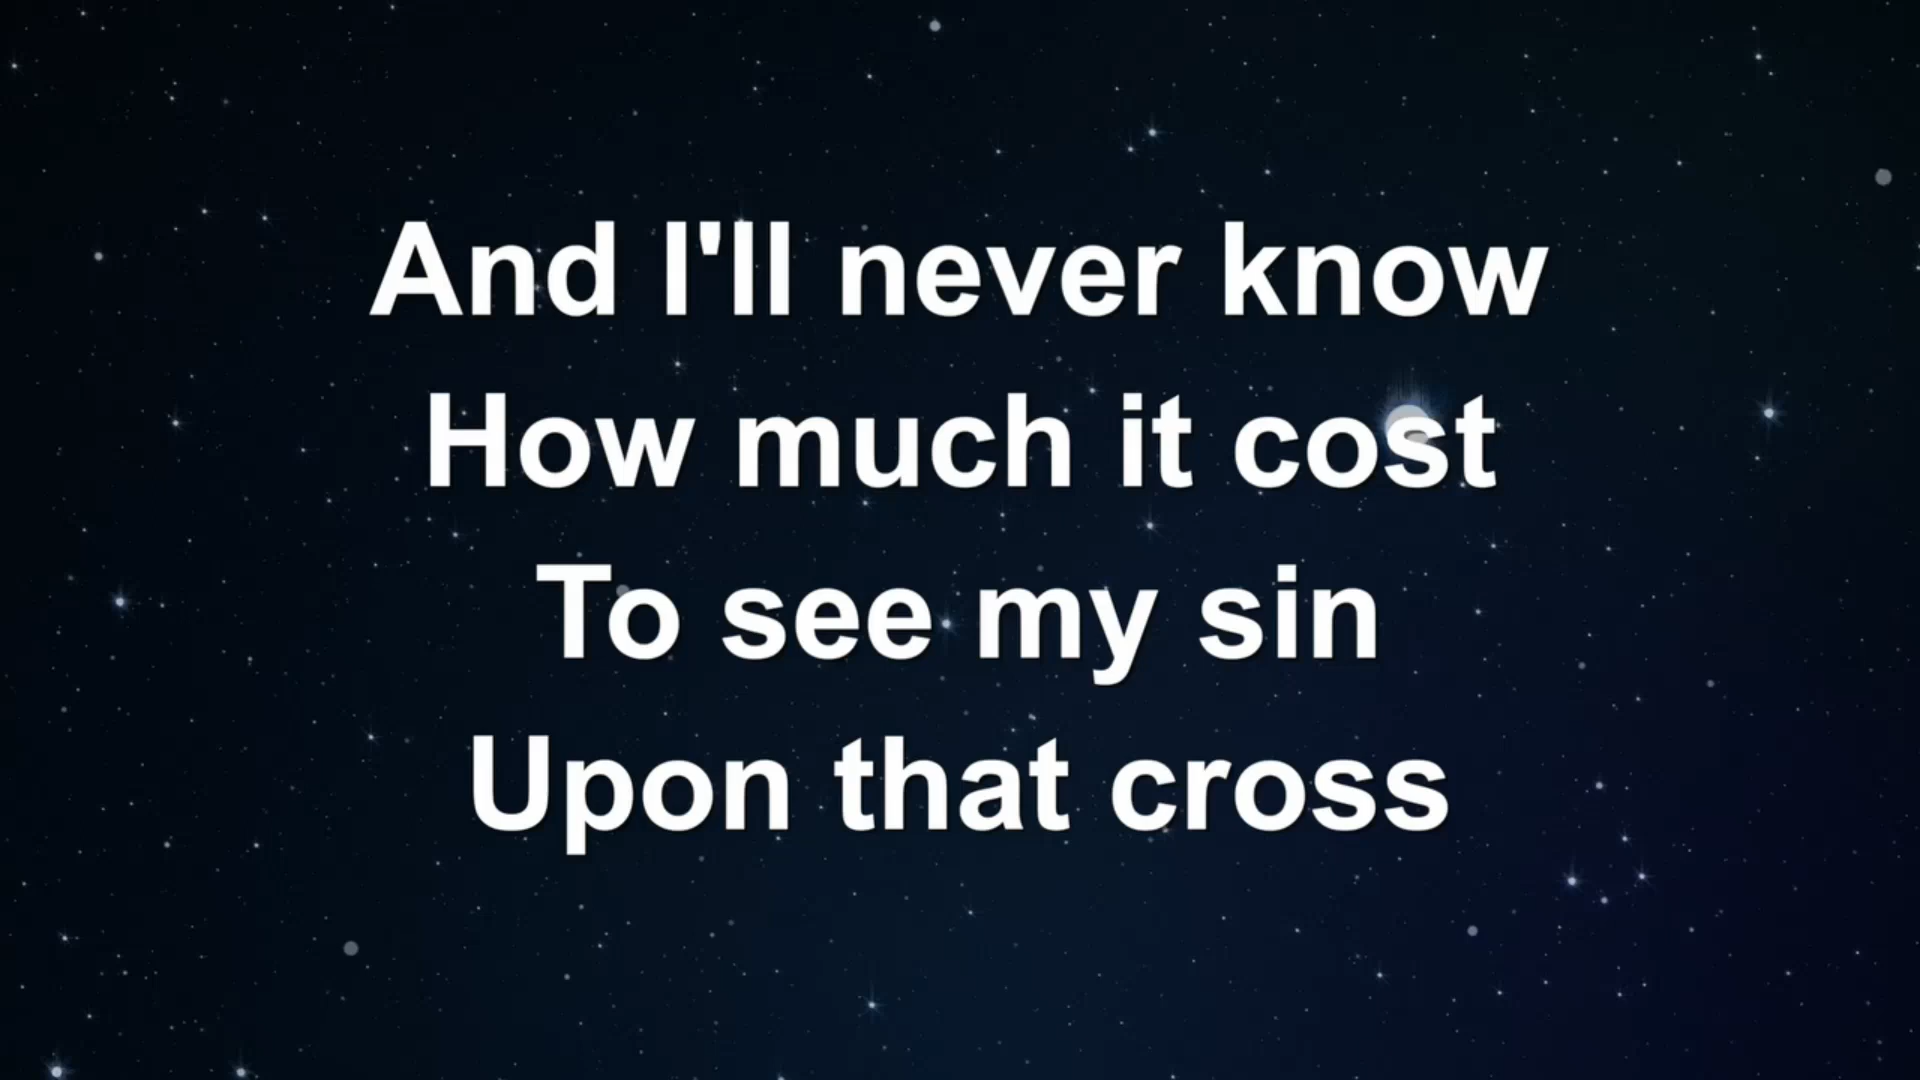 And I'll never know
How much it cost
To see my sin
Upon that cross